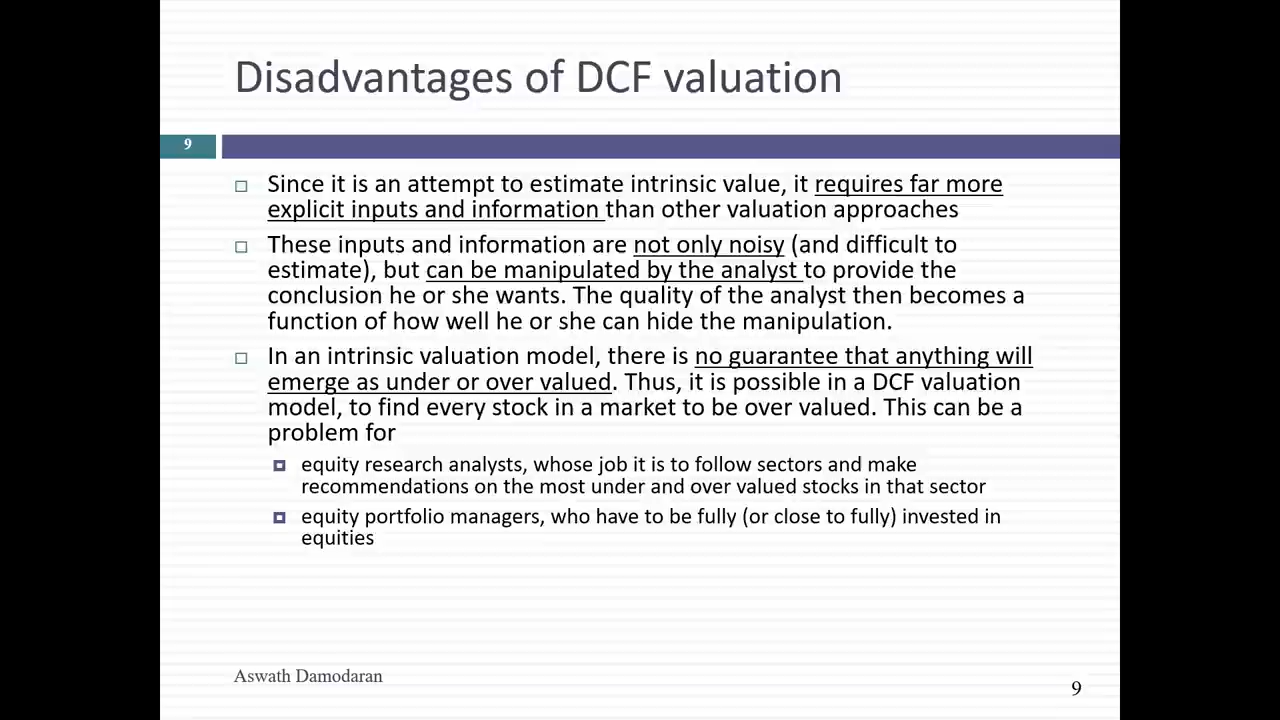 Disadvantages of DCF valuation
9
Since it is an attempt to estimate intrinsic value, it requires far more
explicit inputs and information than other valuation approaches
These inputs and information are not only noisy (and difficult to
estimate), but can be manipulated by the analyst to provide the
conclusion he or she wants. The quality of the analyst then becomes a
function of how well he or she can hide the manipulation.
In an intrinsic valuation model, there is no guarantee that anything will
emerge as under or over valued. Thus, it is possible in a DCF valuation
model, to find every stock in a market to be over valued. This can be a
problem for
equity research analysts, whose job it is to follow sectors and make
recommendations on the most under and over valued stocks in that sector
equity portfolio managers, who have to be fully (or close to fully) invested in
equities
Aswath Damodaran
9